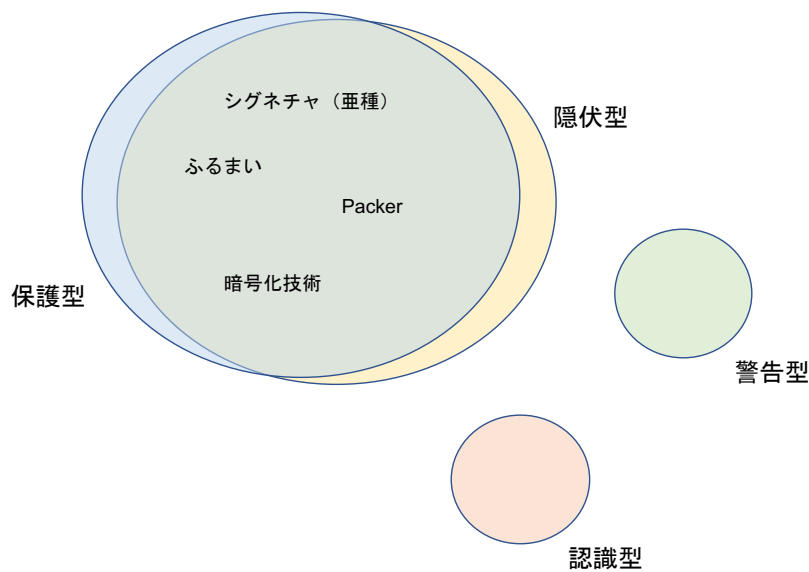 シグネチャ（亜種）
隠伏型
ふるまい
Packer
暗号化技術
保護型
警告型
認識型